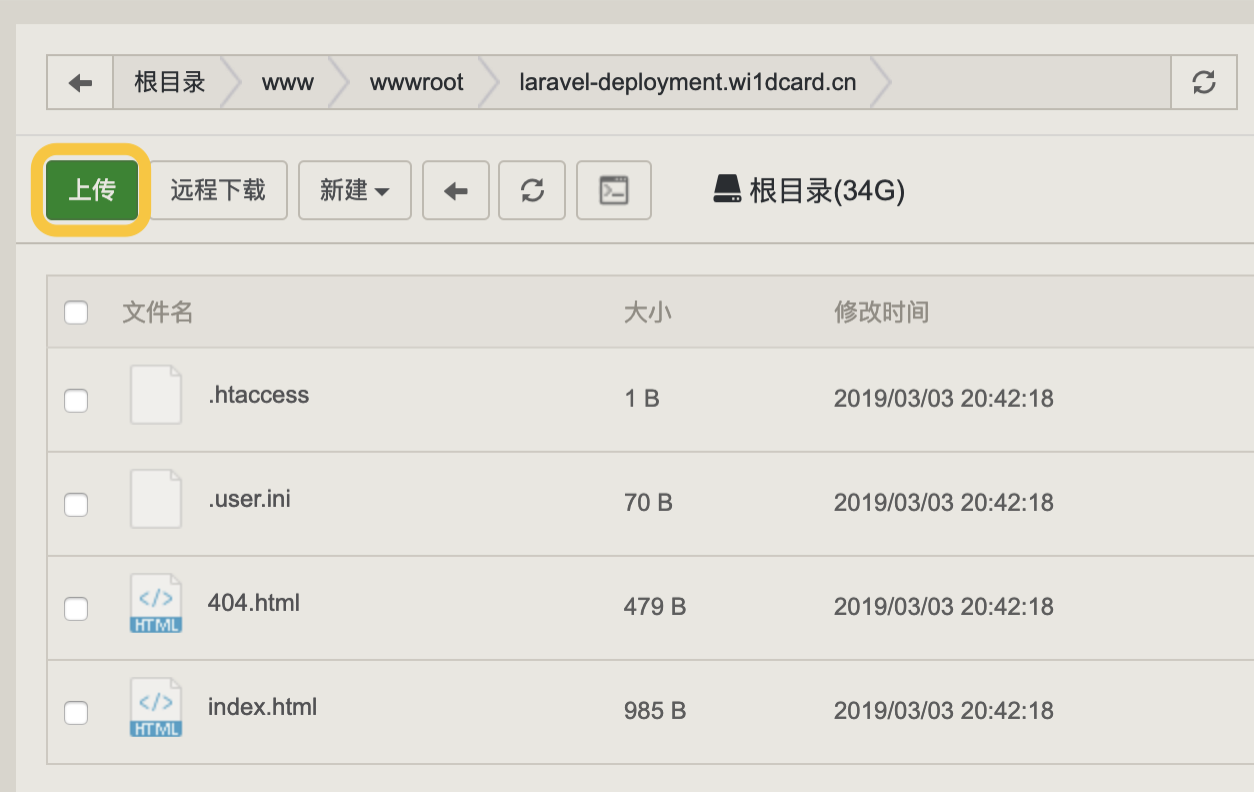 根目录 www wwwroot laravel-deployment.wi1dcard.cn
上传 远程下载 新建 根目录(34G)
文件名 大小 修改时间
.htaccess 1 B 2019/03/03 20:42:18
.user.ini 70 B 2019/03/03 20:42:18
</> HTML 404.html 479 B 2019/03/03 20:42:18
</> HTML index.html 985 B 2019/03/03 20:42:18